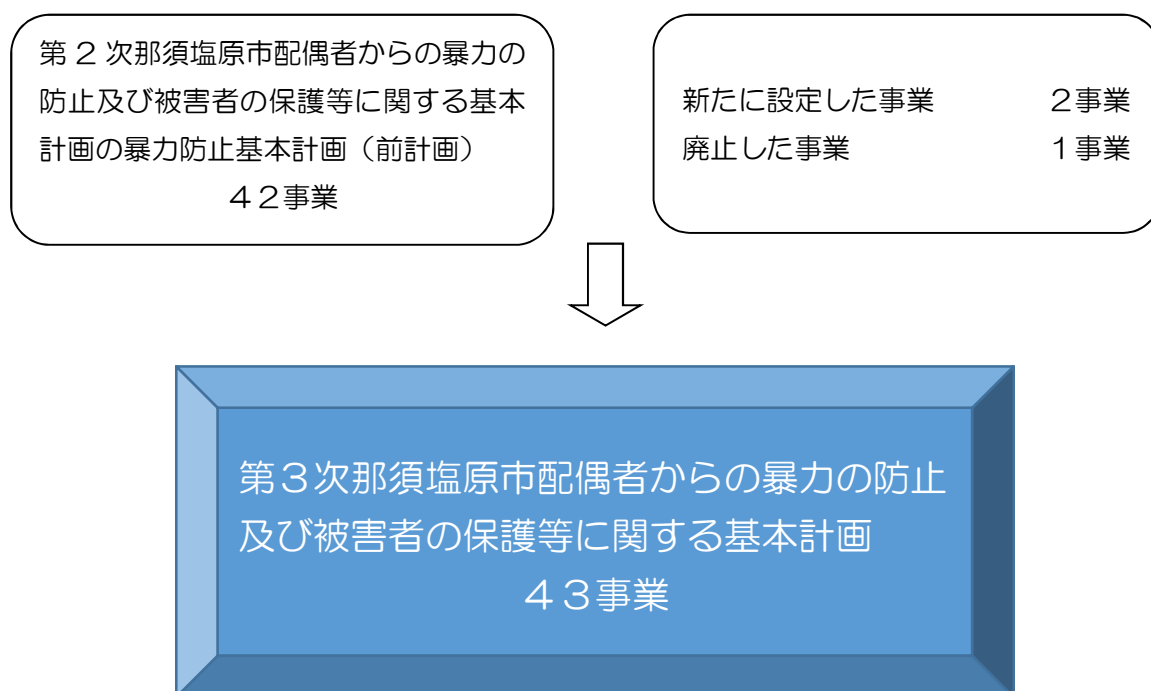 第２次那須塩原市配偶者からの暴力の
防止及び被害者の保護等に関する基本
計画の暴力防止基本計画（前計画）
４２事業
新たに設定した事業　２事業
廃止した事業　１事業
第３次那須塩原市配偶者からの暴力の防止
及び被害者の保護等に関する基本計画
４３事業